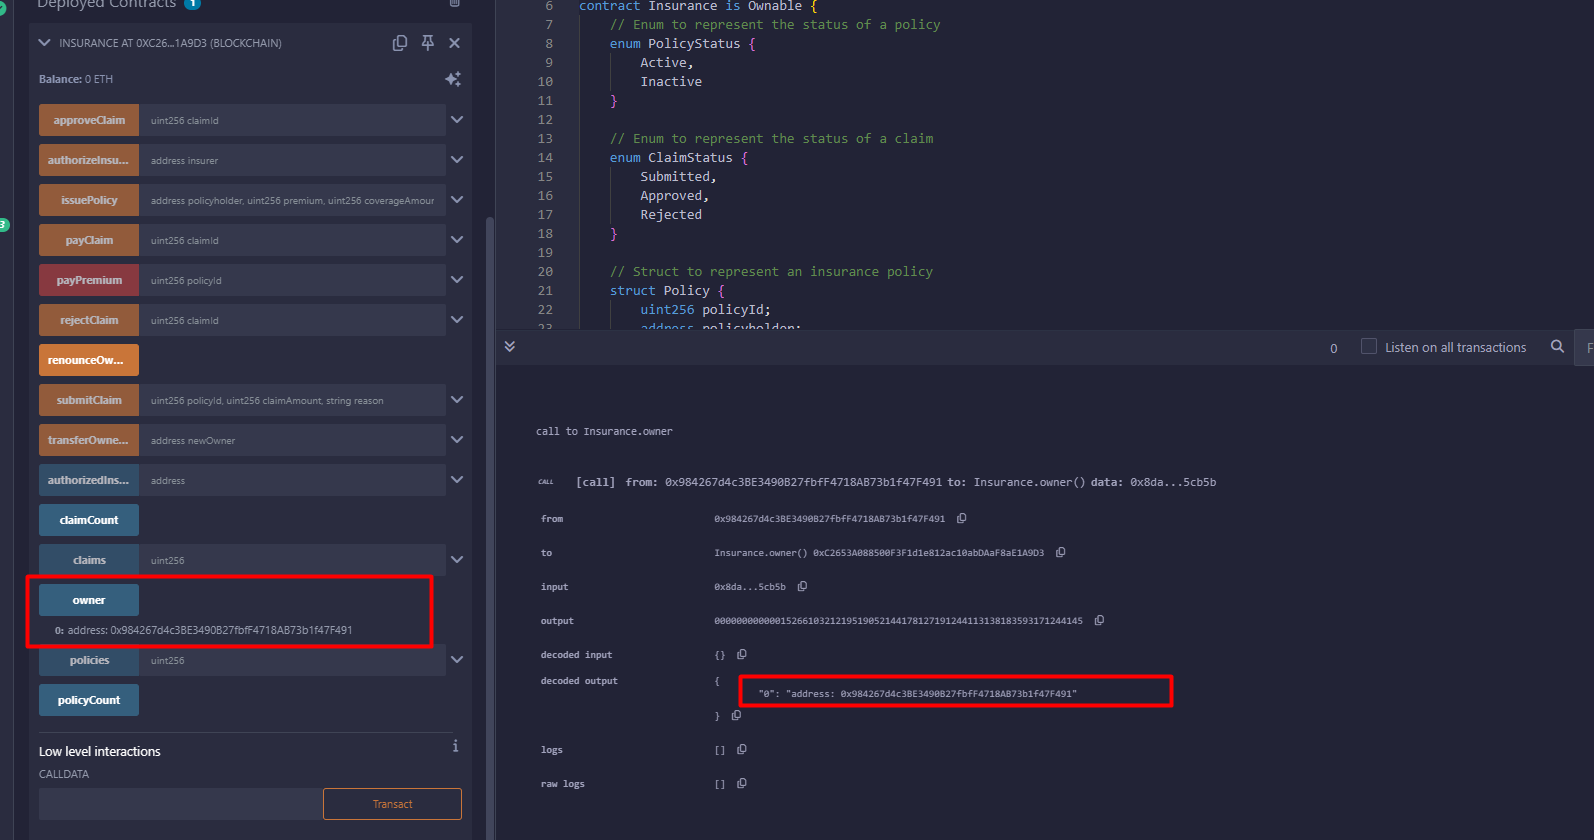 Deployed Contracts 1
INSURANCE AT 0XC26...1A9D3 (BLOCKCHAIN)
Balance: 0 ETH
approveClaim uint256 claimId
authorizeInsu... address insurer
issuePolicy address policyholder, uint256 premium, uint256 coverageAmour
payClaim uint256 claimId
payPremium uint256 policyId
rejectClaim uint256 claimId
renounceOw...
submitClaim uint256 policyId, uint256 claimAmount, string reason
transferOwne... address newOwner
authorizedIns... address
claimCount
claims uint256
owner
0: address: 0x984267d4c3BE3490B27fbfF4718AB73b1f47F491
policies uint256
policyCount
Low level interactions
CALLDATA
Transact
3
6 contract Insurance is Ownable {
7 // Enum to represent the status of a policy
8 enum PolicyStatus {
9 Active,
10 Inactive
11 }
12
13 // Enum to represent the status of a claim
14 enum ClaimStatus {
15 Submitted,
16 Approved,
17 Rejected
18 }
19
20 // Struct to represent an insurance policy
21 struct Policy {
22 uint256 policyId;
23 address policyholder;
0 Listen on all transactions F
call to Insurance.owner
CALL [call] from: 0x984267d4c3BE3490B27fbfF4718AB73b1f47F491 to: Insurance.owner() data: 0x8da...5cb5b
from 0x984267d4c3BE3490B27fbfF4718AB73b1f47F491
to Insurance.owner() 0xC2653A088500F3F1d1e812ac10abDAaF8aE1A9D3
input 0x8da...5cb5b
output 0000000000001526610321219519052144178127191244113138183593171244145
decoded input {}
decoded output {
"0": "address: 0x984267d4c3BE3490B27fbfF4718AB73b1f47F491"
}
logs []
raw logs []